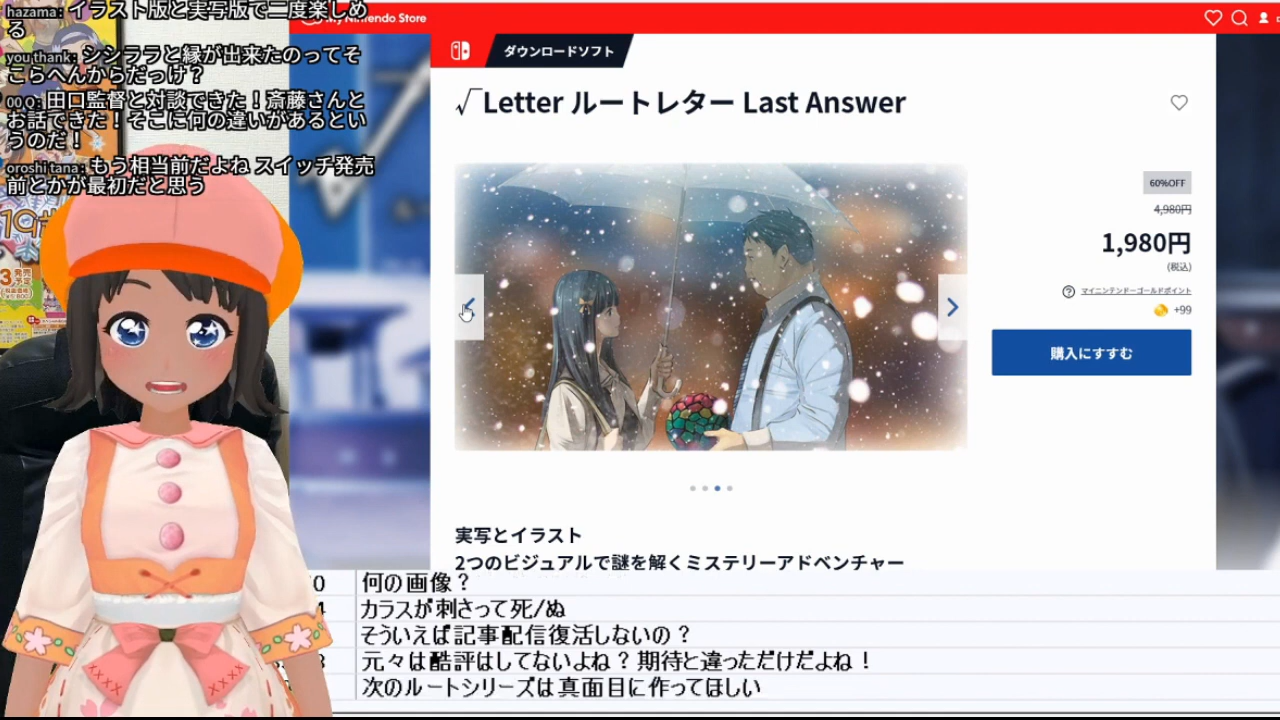 hazama: イラスト版と実写版で二度楽しめ
る
you thank: シシララと縁が出来たのってそ
こらへんからだっけ？
00 Q: 田口監督と対談できた！斎藤さんと
お話できた！そこに何の違いがあるとい
うのだ！
oroshi tana: もう相当前だよね スイッチ発売
前とかが最初だと思う
My Nintendo Store
ダウンロードソフト
√Letter ルートレター Last Answer
60%OFF
4,980円
1,980円
(税込)
マイニンテンドーゴールドポイント
+99
購入にすすむ
実写とイラスト
2つのビジュアルで謎を解くミステリーアドベンチャー
何の画像？
カラスが刺さって死/ぬ
そういえば記事配信復活しないの？
元々は酷評はしてないよね？期待と違っただけだよね！
次のルートシリーズは真面目に作ってほしい